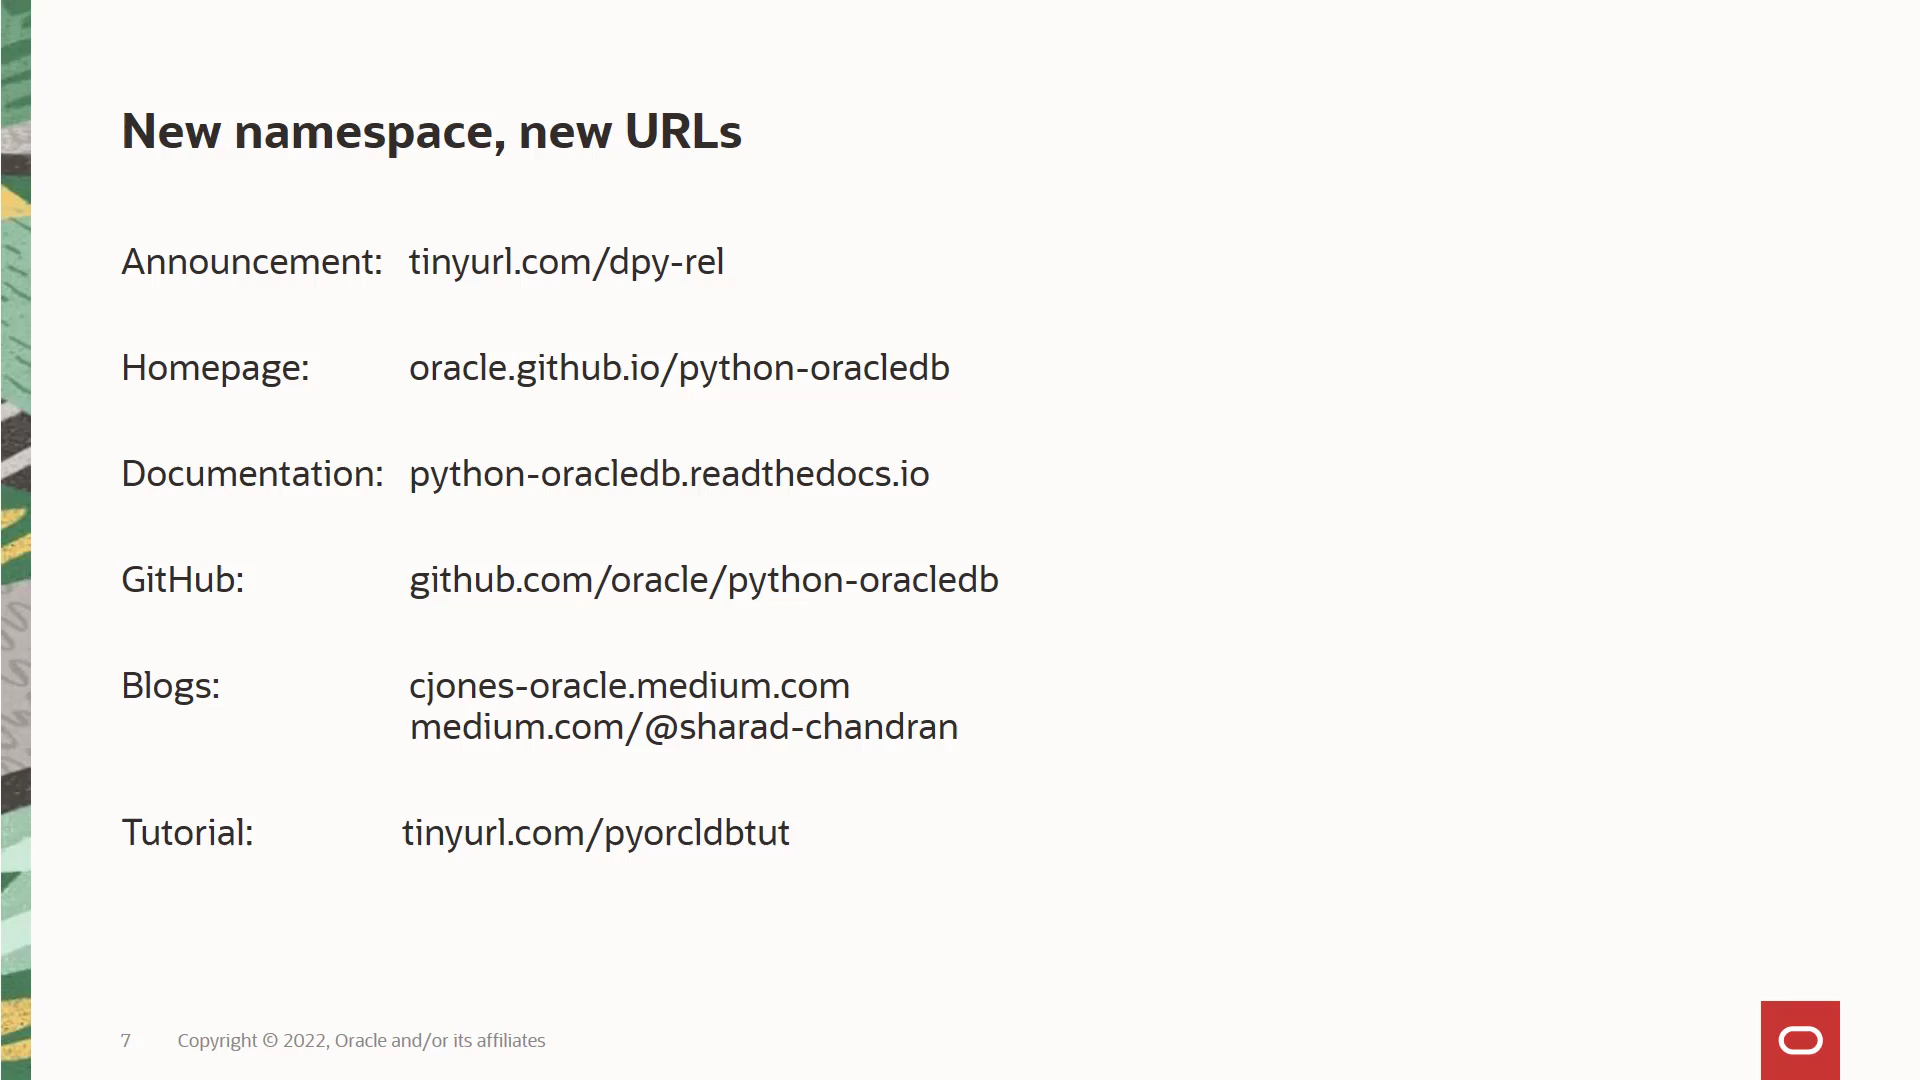 New namespace, new URLs
Announcement: tinyurl.com/dpy-rel
Homepage: oracle.github.io/python-oracledb
Documentation: python-oracledb.readthedocs.io
GitHub: github.com/oracle/python-oracledb
Blogs: cjones-oracle.medium.com
medium.com/@sharad-chandran
Tutorial: tinyurl.com/pyorcldbtut
7 Copyright © 2022, Oracle and/or its affiliates